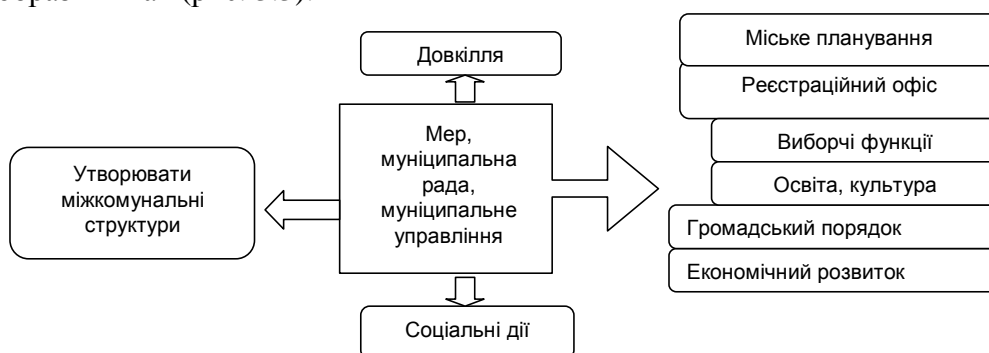 Довкілля
Міське планування
Реєстраційний офіс
Виборчі функції
Освіта, культура
Громадський порядок
Економічний розвиток
Мер,
муніципальна
рада,
муніципальне
управління
Утворювати
міжкомунальні
структури
Соціальні дії